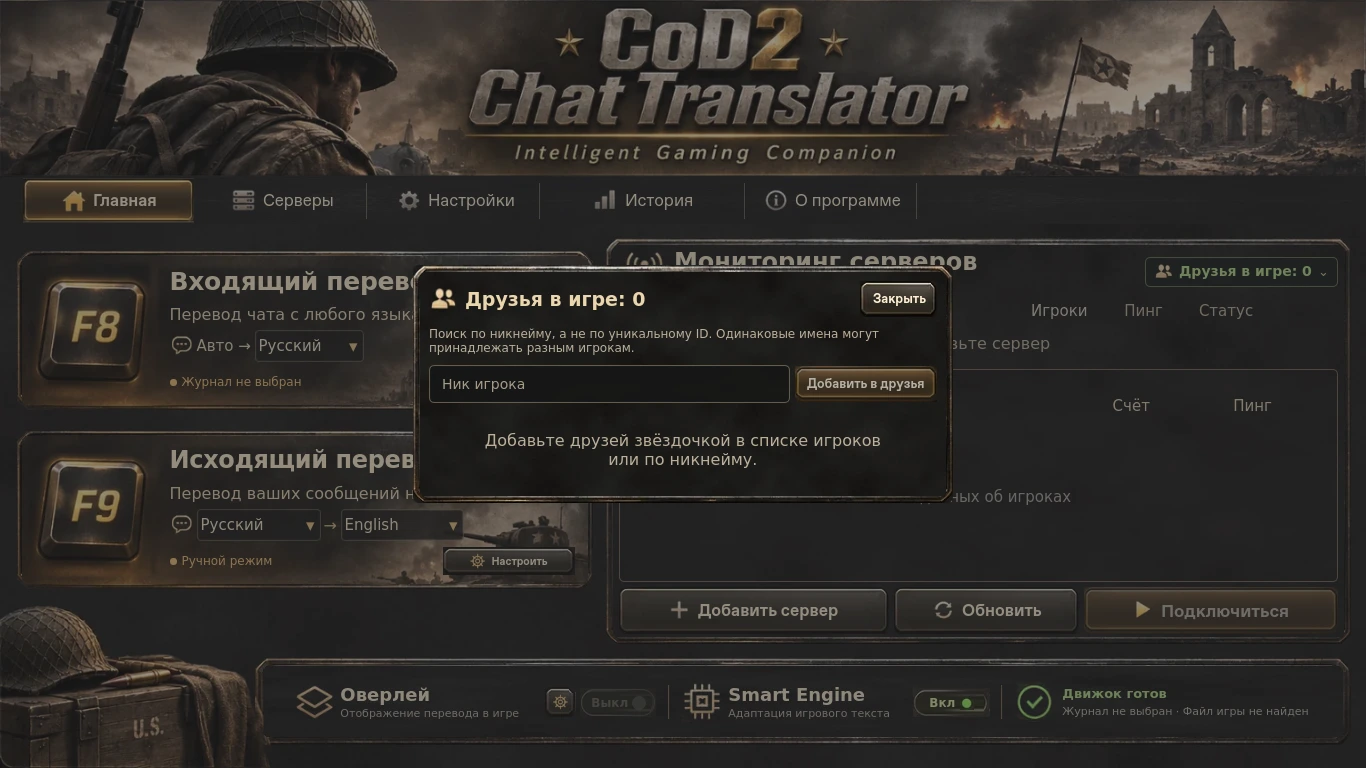 CoD2
Chat Translator
Intelligent Gaming Companion
Главная
Серверы
Настройки
История
О программе
F8
Входящий перево
Перевод чата с любого языка
Авто → Русский
Журнал не выбран
F9
Исходящий перев
Перевод ваших сообщений н
Русский → English
Ручной режим
Настроить
Мониторинг серверов
Друзья в игре: 0
Игроки Пинг Статус
вьте сервер
Счёт Пинг
ных об игроках
Добавить сервер
Обновить
Подключиться
Друзья в игре: 0
Закрыть
Поиск по никнейму, а не по уникальному ID. Одинаковые имена могут
принадлежать разным игрокам.
Ник игрока
Добавить в друзья
Добавьте друзей звёздочкой в списке игроков
или по никнейму.
U.S.
Оверлей
Отображение перевода в игре
Выкл
Smart Engine
Адаптация игрового текста
Вкл
Движок готов
Журнал не выбран · Файл игры не найден